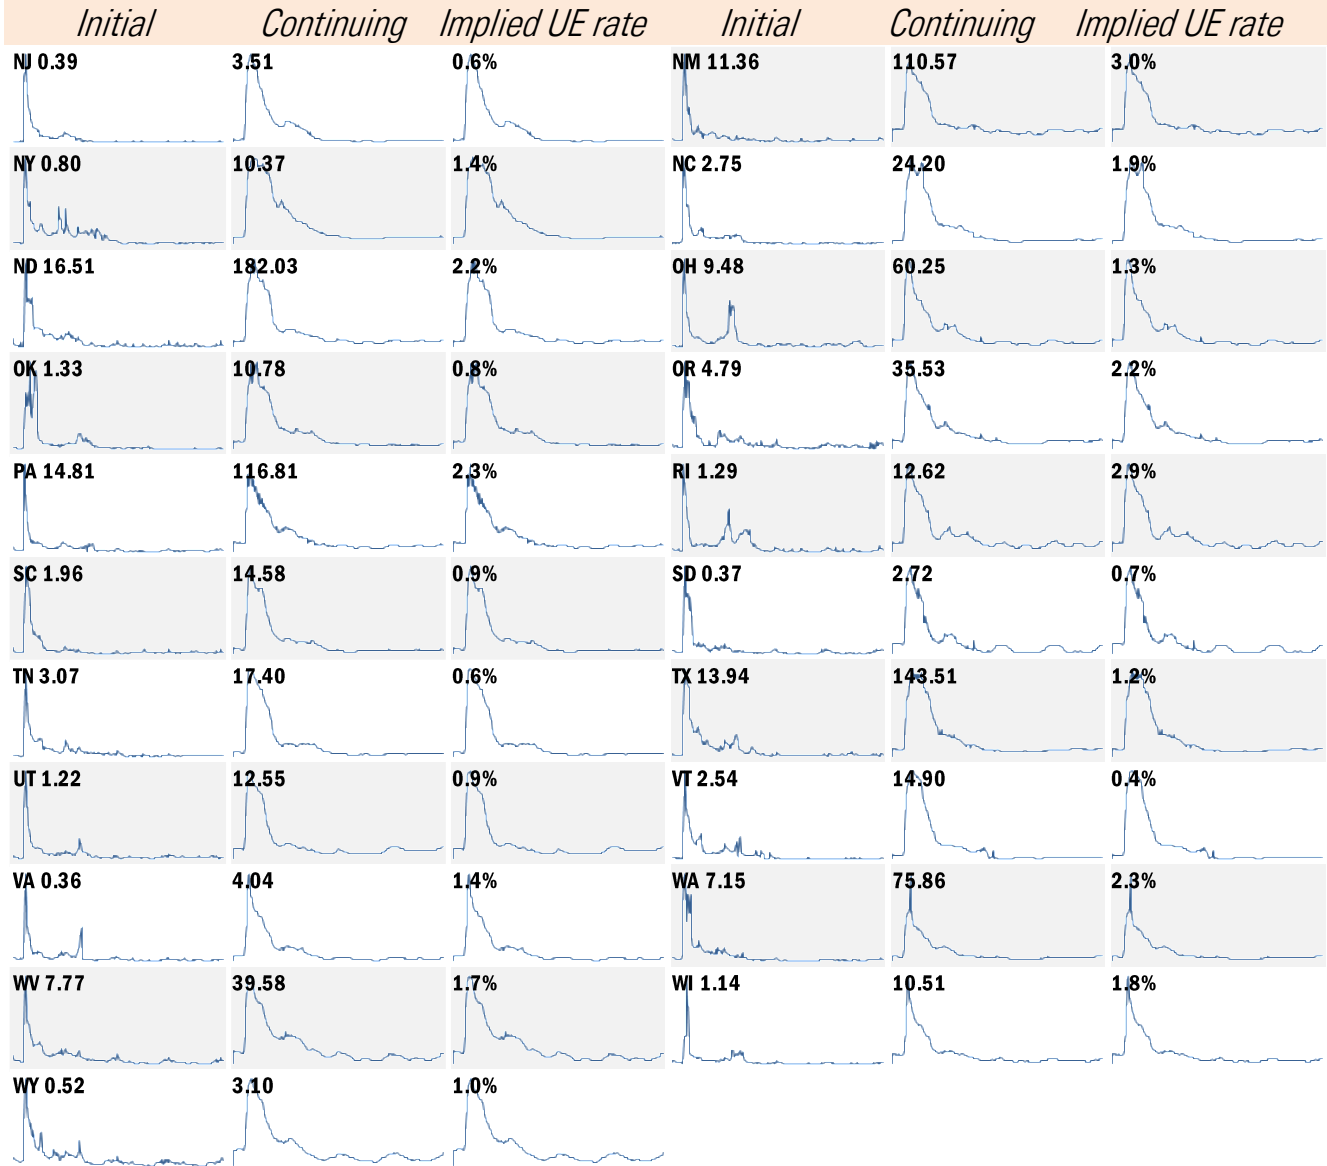 Initial Continuing Implied UE rate Initial Continuing Implied UE rate
NJ 0.39 3.51 0.6% NM 11.36 110.57 3.0%
NY 0.80 10.37 1.4% NC 2.75 24.20 1.9%
ND 16.51 182.03 2.2% OH 9.48 60.25 1.3%
OK 1.33 10.78 0.8% OR 4.79 35.53 2.2%
PA 14.81 116.81 2.3% RI 1.29 12.62 2.9%
SC 1.96 14.58 0.9% SD 0.37 2.72 0.7%
TN 3.07 17.40 0.6% TX 13.94 143.51 1.2%
UT 1.22 12.55 0.9% VT 2.54 14.90 0.4%
VA 0.36 4.04 1.4% WA 7.15 75.86 2.3%
WV 7.77 39.58 1.7% WI 1.14 10.51 1.8%
WY 0.52 3.10 1.0%